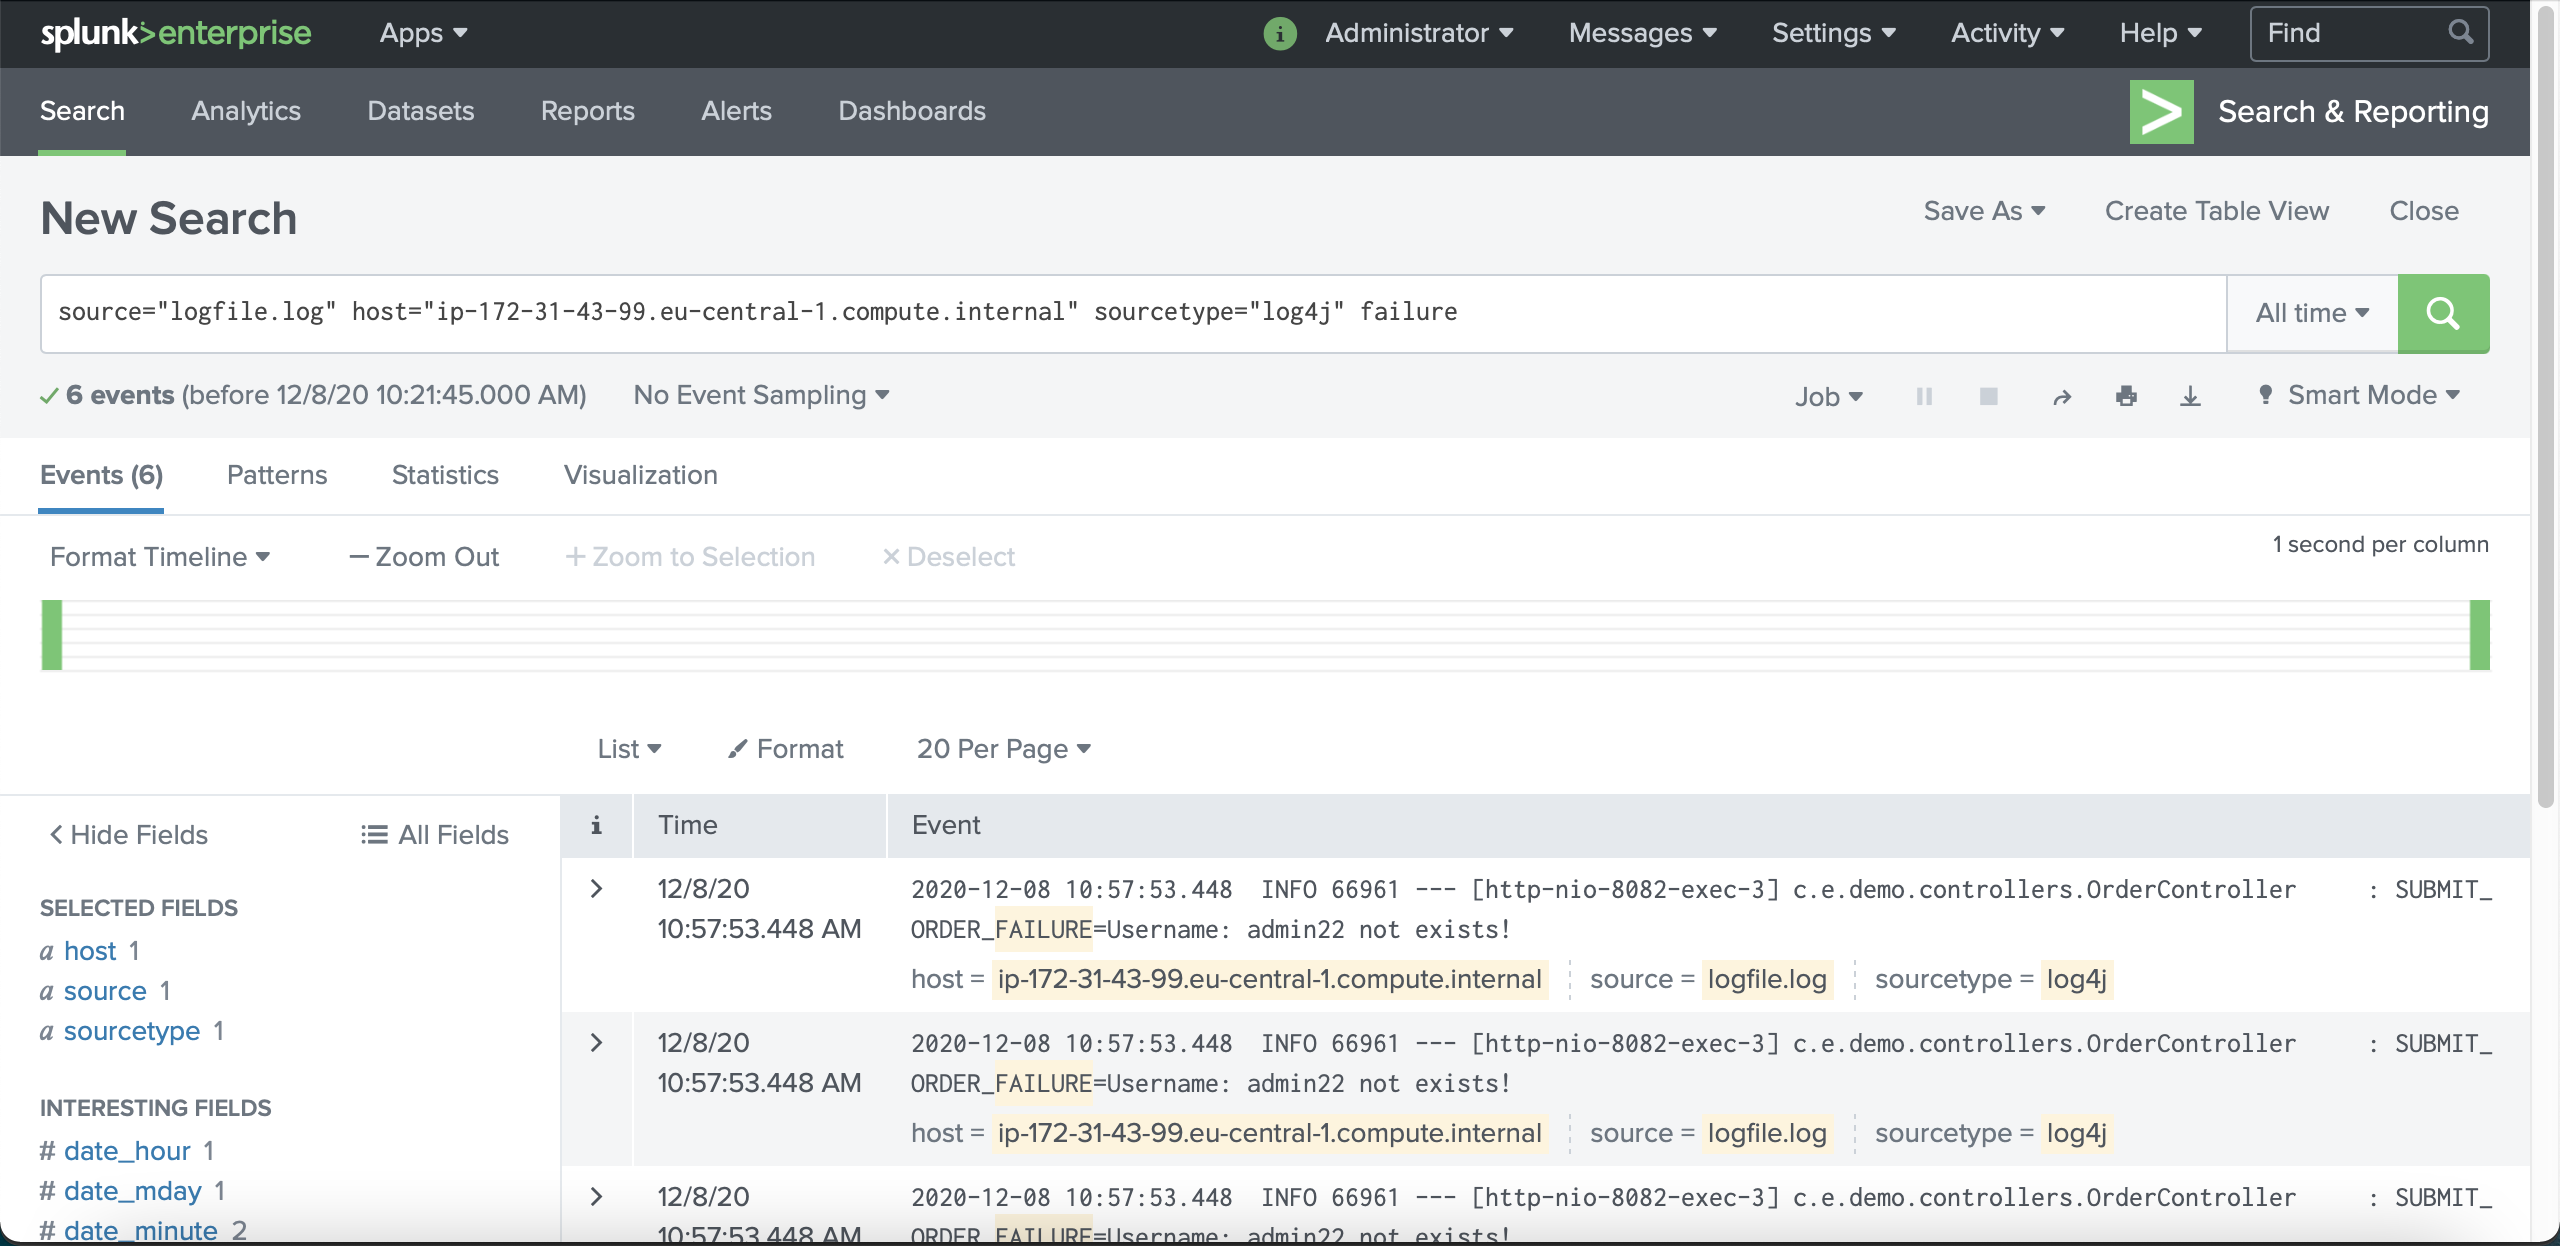 splunk>enterprise Apps Administrator Messages Settings Activity Help Find
Search Analytics Datasets Reports Alerts Dashboards Search & Reporting
New Search
Save As Create Table View Close
source="logfile.log" host="ip-172-31-43-99.eu-central-1.compute.internal" sourcetype="log4j" failure
All time
6 events (before 12/8/20 10:21:45.000 AM) No Event Sampling Job Smart Mode
Events (6) Patterns Statistics Visualization
Format Timeline — Zoom Out + Zoom to Selection × Deselect
1 second per column
List Format 20 Per Page
< Hide Fields All Fields
SELECTED FIELDS
a host 1
a source 1
a sourcetype 1
INTERESTING FIELDS
# date_hour 1
# date_mday 1
# date_minute 2
i Time Event
> 12/8/20
10:57:53.448 AM
2020-12-08 10:57:53.448  INFO 66961 --- [http-nio-8082-exec-3] c.e.demo.controllers.OrderController     : SUBMIT_
ORDER_FAILURE=Username: admin22 not exists!
host = ip-172-31-43-99.eu-central-1.compute.internal source = logfile.log sourcetype = log4j
> 12/8/20
10:57:53.448 AM
2020-12-08 10:57:53.448  INFO 66961 --- [http-nio-8082-exec-3] c.e.demo.controllers.OrderController     : SUBMIT_
ORDER_FAILURE=Username: admin22 not exists!
host = ip-172-31-43-99.eu-central-1.compute.internal source = logfile.log sourcetype = log4j
> 12/8/20
10:57:53.448 AM
2020-12-08 10:57:53.448  INFO 66961 --- [http-nio-8082-exec-3] c.e.demo.controllers.OrderController     : SUBMIT_
ORDER_FAILURE=Username: admin22 not exists!